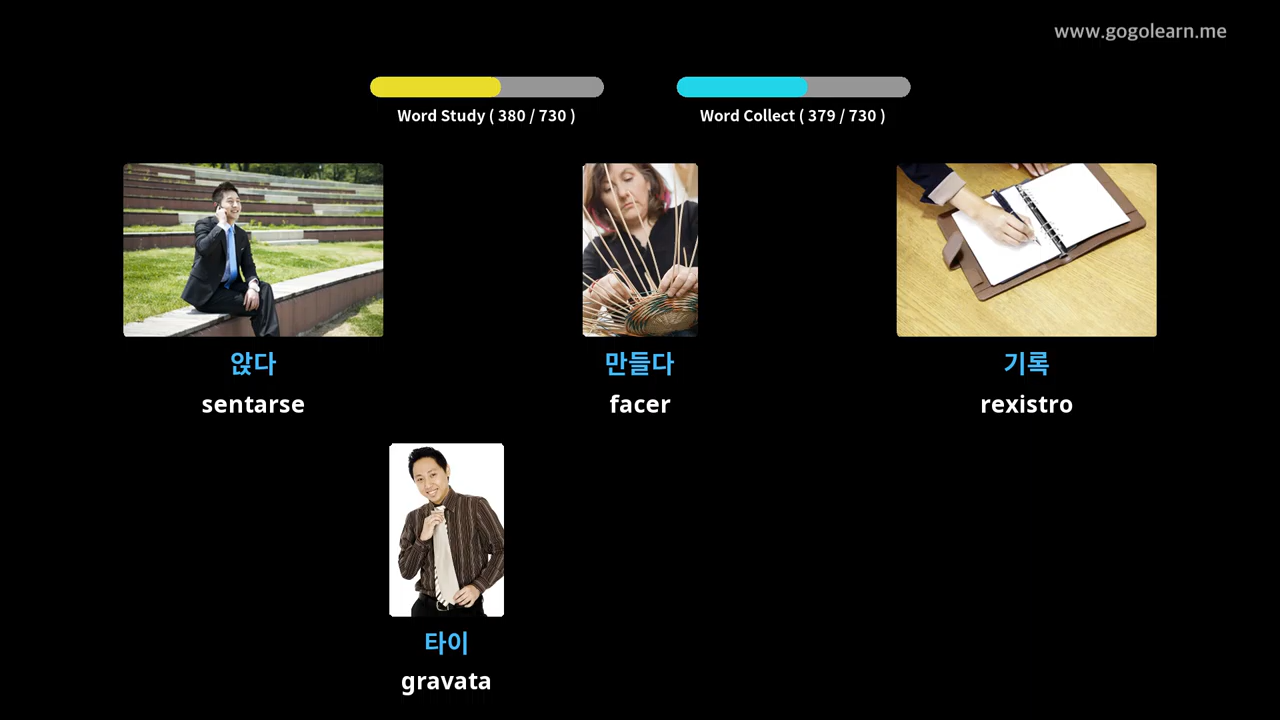 www.gogolearn.me
Word Study ( 380 / 730 )
Word Collect ( 379 / 730 )
앉다
sentarse
만들다
facer
기록
rexistro
타이
gravata